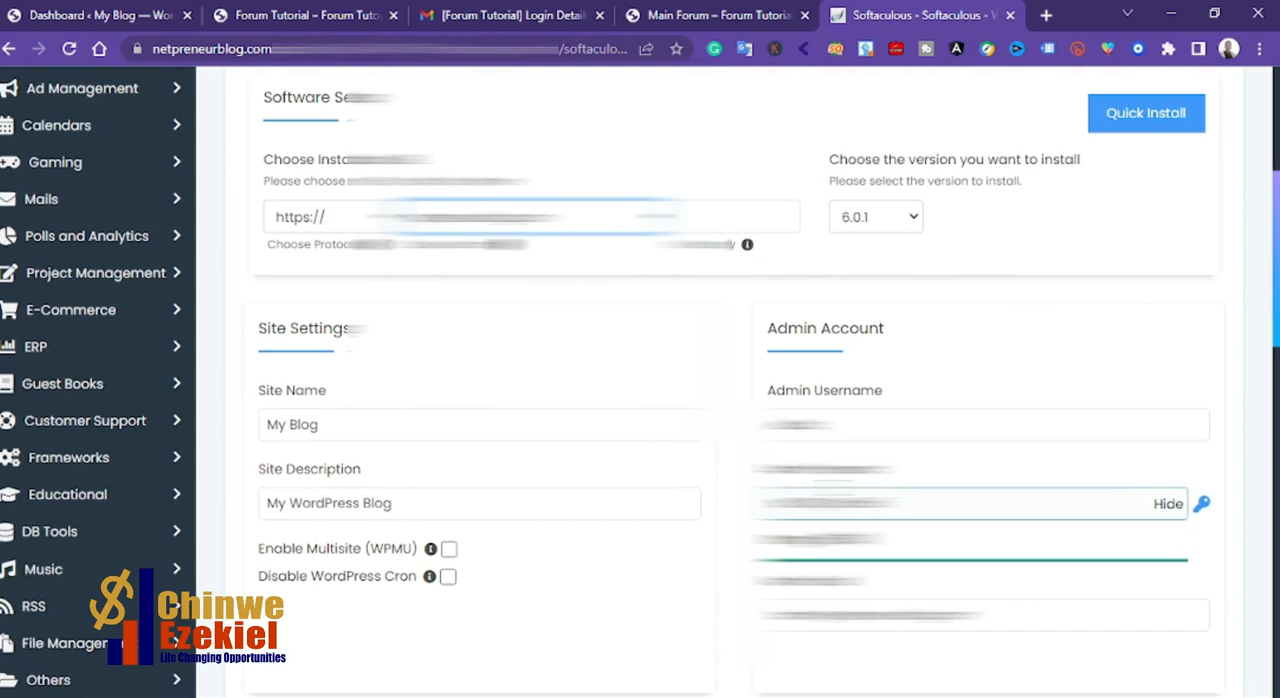 Dashboard ‹ My Blog — Wor
Forum Tutorial – Forum Tuto
[Forum Tutorial] Login Detail
Main Forum – Forum Tutoria
Softaculous - Softaculous - W
netpreneurblog.com
/softaculo...
Ad Management
Calendars
Gaming
Mails
Polls and Analytics
Project Management
E-Commerce
ERP
Guest Books
Customer Support
Frameworks
Educational
DB Tools
Music
RSS
File Manager
Others
Software Se
Quick Install
Choose Insta
Please choose
https://
Choose Protoc
Choose the version you want to install
Please select the version to install.
6.0.1
Site Settings
Site Name
My Blog
Site Description
My WordPress Blog
Enable Multisite (WPMU)
Disable WordPress Cron
Admin Account
Admin Username
Hide
Chinwe
Ezekiel
Life Changing Opportunities